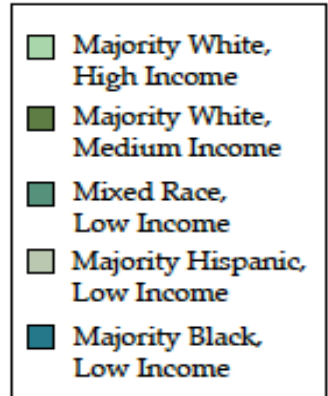 Majority White,
High Income
Majority White,
Medium Income
Mixed Race,
Low Income
Majority Hispanic,
Low Income
Majority Black,
Low Income